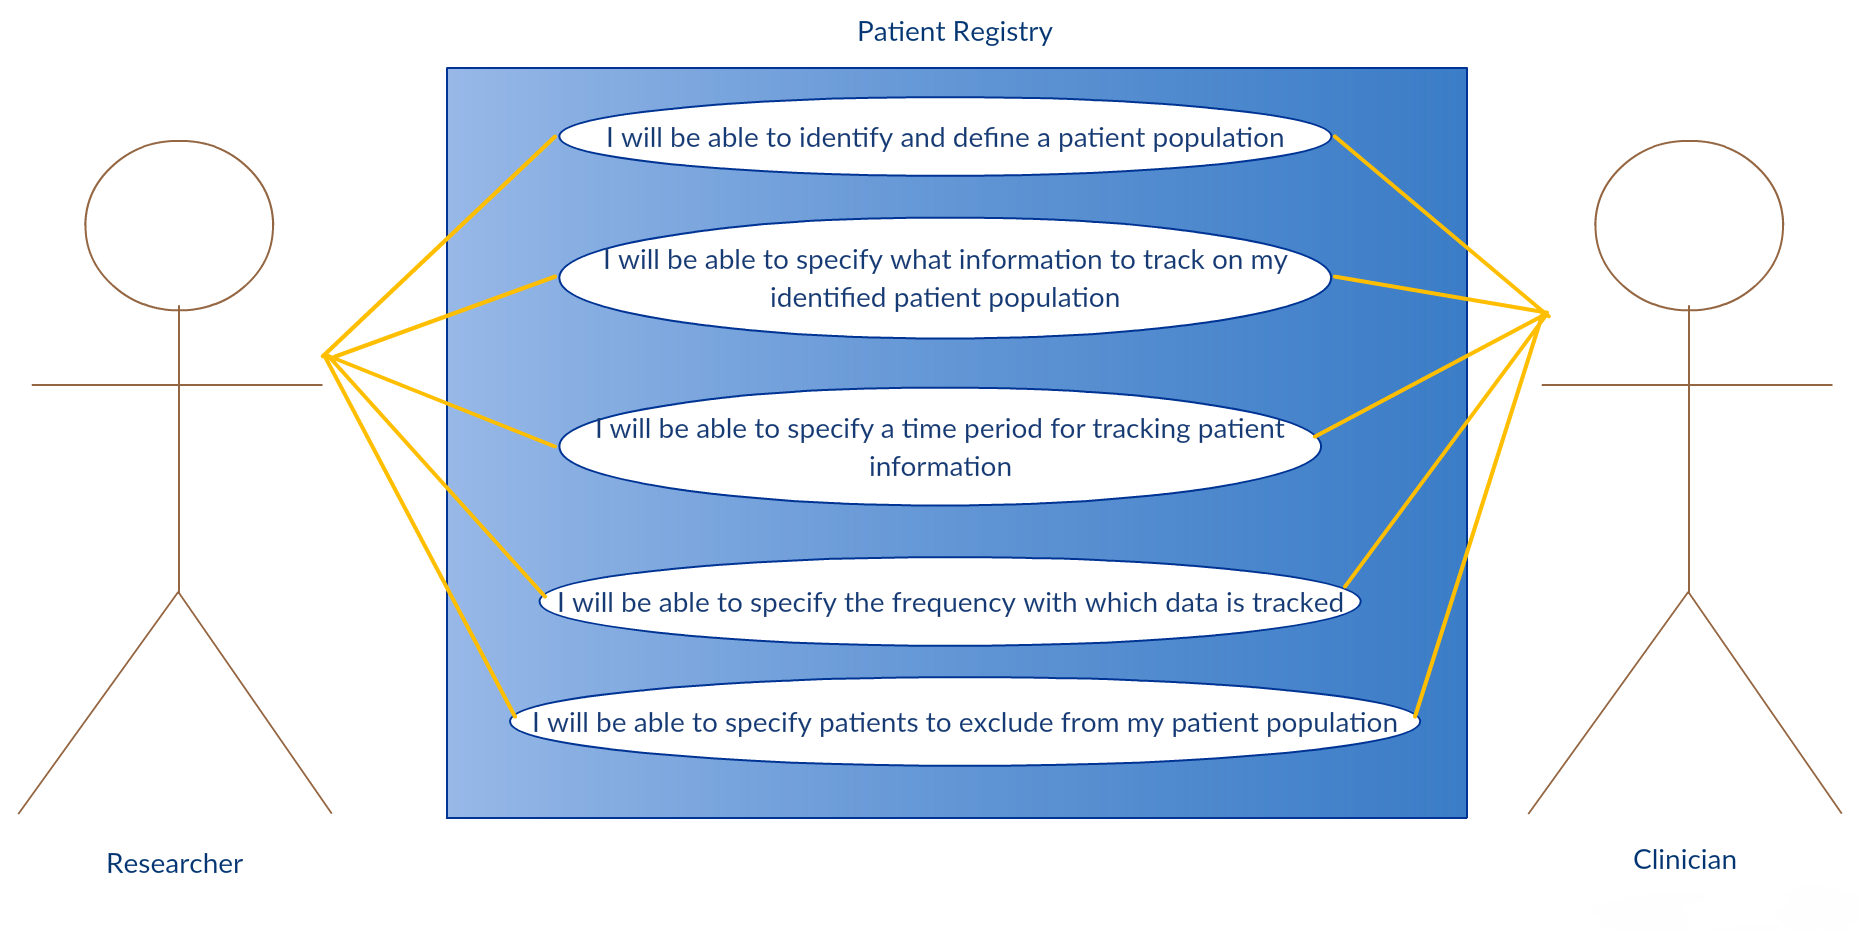 Patient Registry
I will be able to identify and define a patient population
I will be able to specify what information to track on my
identified patient population
I will be able to specify a time period for tracking patient
information
I will be able to specify the frequency with which data is tracked
I will be able to specify patients to exclude from my patient population
Researcher
Clinician